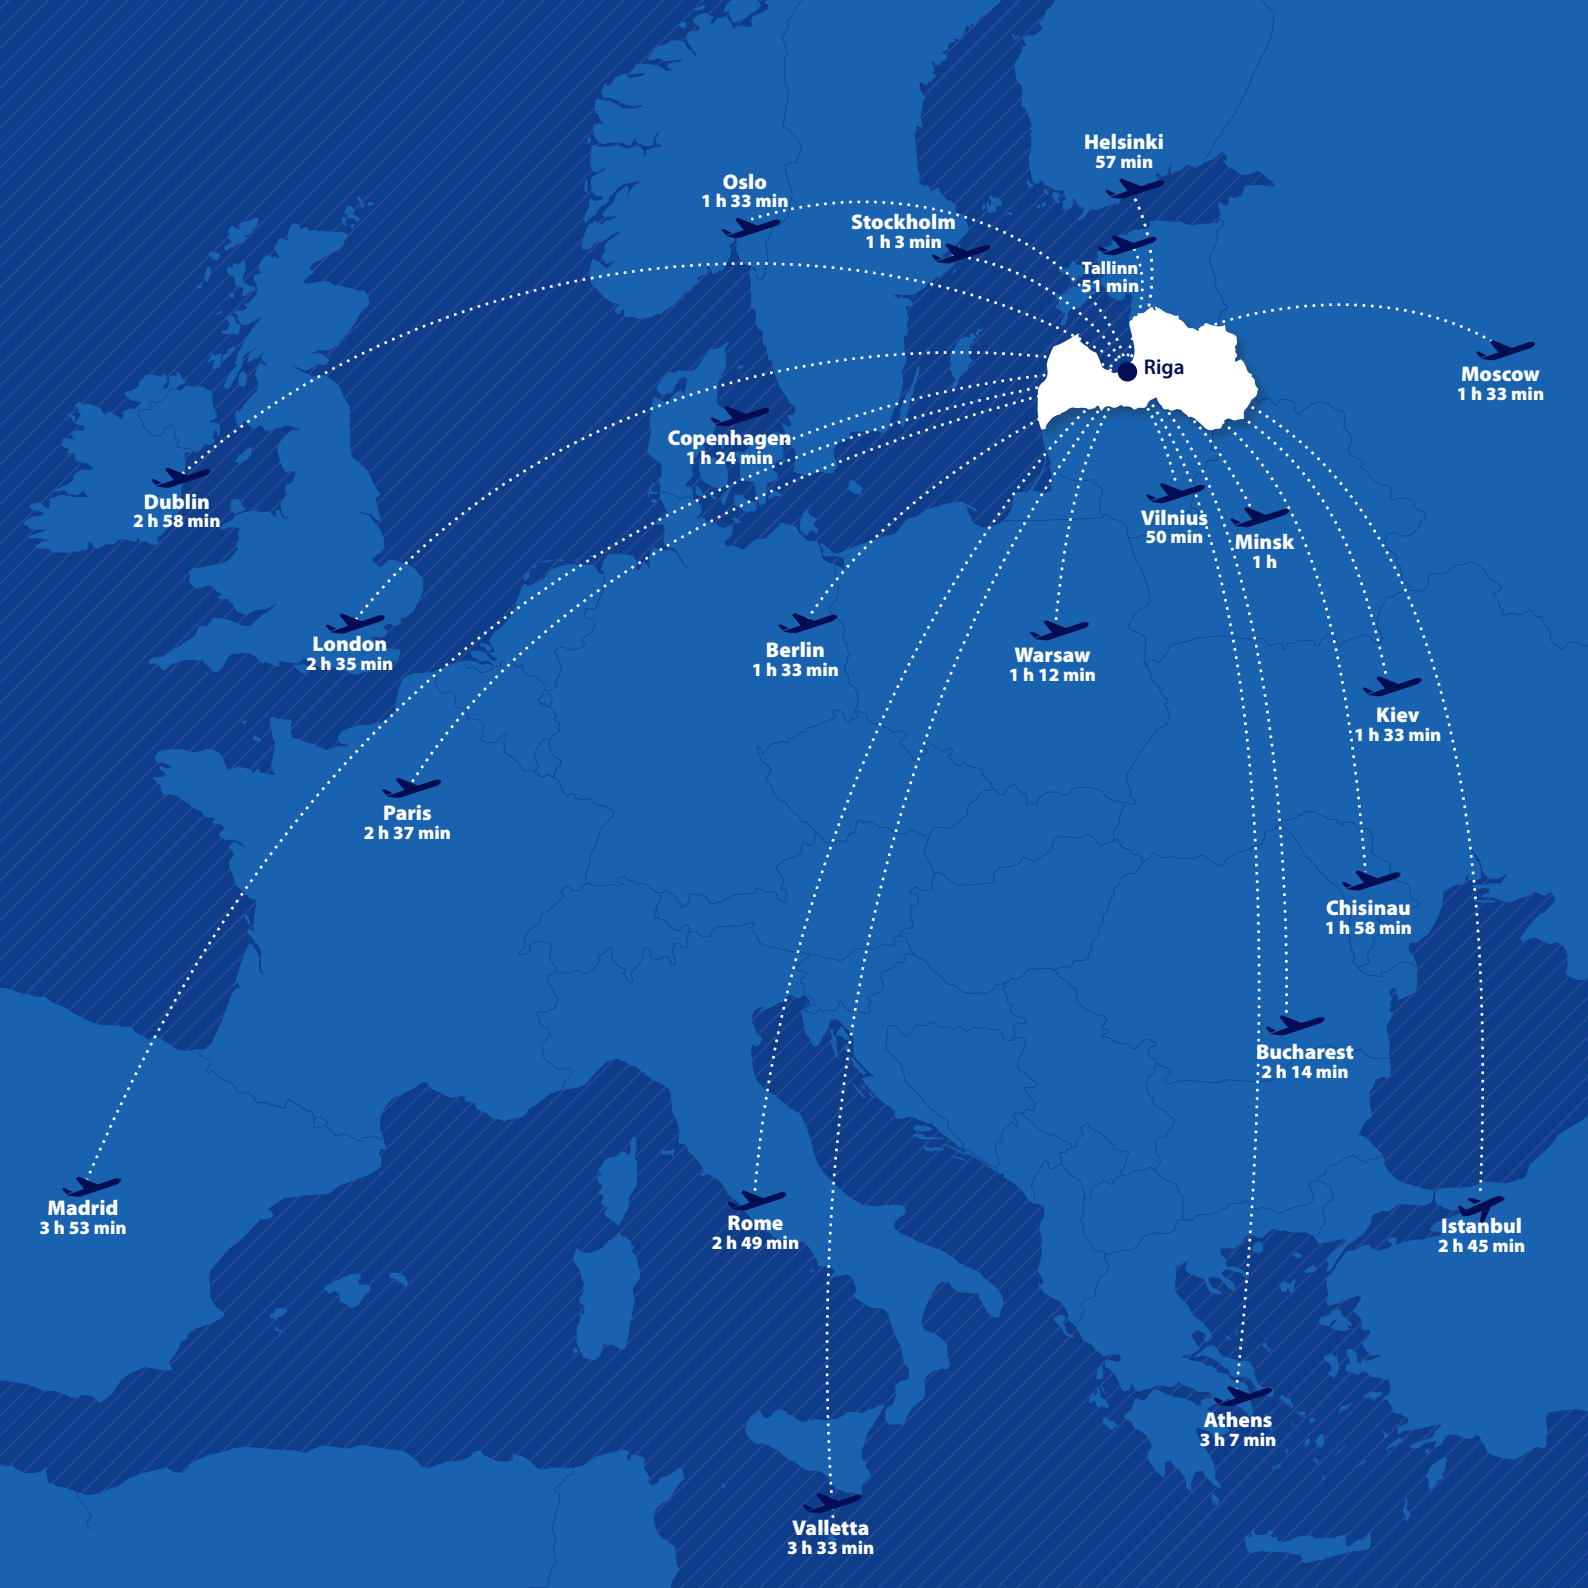 Helsinki
57 min
Oslo
1 h 33 min
Stockholm
1 h 3 min
Tallinn
51 min
Riga
Moscow
1 h 33 min
Copenhagen
1 h 24 min
Dublin
2 h 58 min
Vilnius
50 min
Minsk
1 h
London
2 h 35 min
Berlin
1 h 33 min
Warsaw
1 h 12 min
Kiev
1 h 33 min
Paris
2 h 37 min
Chisinau
1 h 58 min
Bucharest
2 h 14 min
Madrid
3 h 53 min
Rome
2 h 49 min
Istanbul
2 h 45 min
Athens
3 h 7 min
Valletta
3 h 33 min